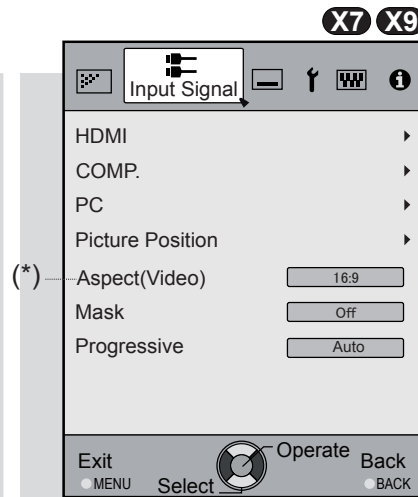 X7 X9
Input Signal
HDMI
COMP.
PC
Picture Position
(*) Aspect(Video) 16:9
Mask Off
Progressive Auto
Exit Operate Back
MENU Select BACK